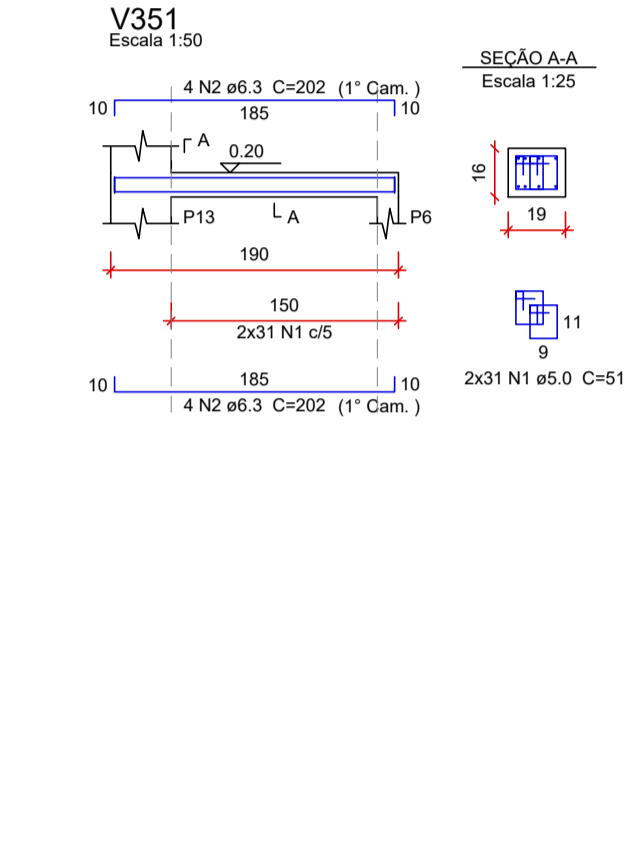 V351
Escala 1:50
SEÇÃO A-A
Escala 1:25
4 N2 ø6.3 C=202 (1° Cam. )
10
185
10
A
0.20
16
19
P13
A
P6
190
150
2x31 N1 c/5
11
9
2x31 N1 ø5.0 C=51
10
185
10
4 N2 ø6.3 C=202 (1° Cam. )